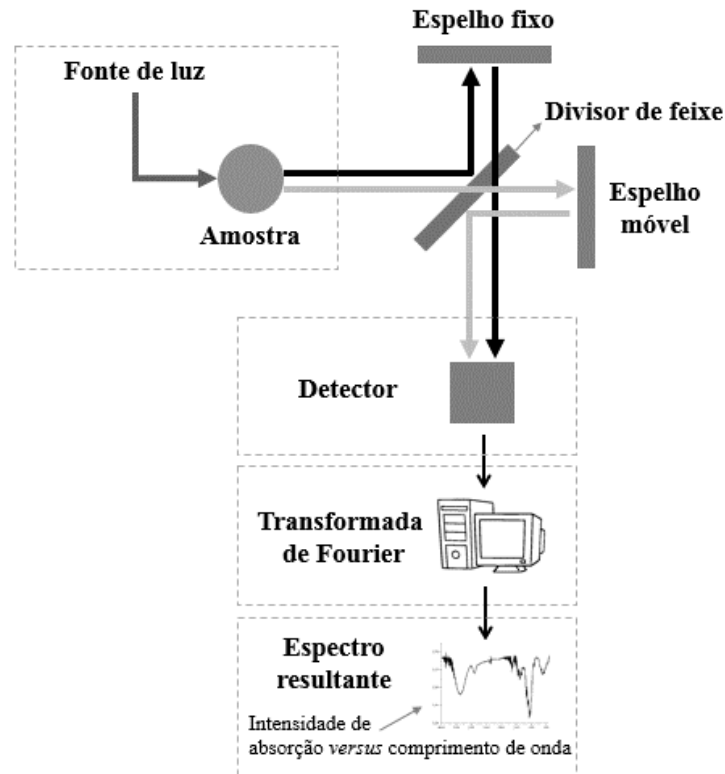 Espelho fixo
Fonte de luz
Divisor de feixe
Espelho
móvel
Amostra
Detector
Transformada
de Fourier
Espectro
resultante
Intensidade de
absorção versus comprimento de onda